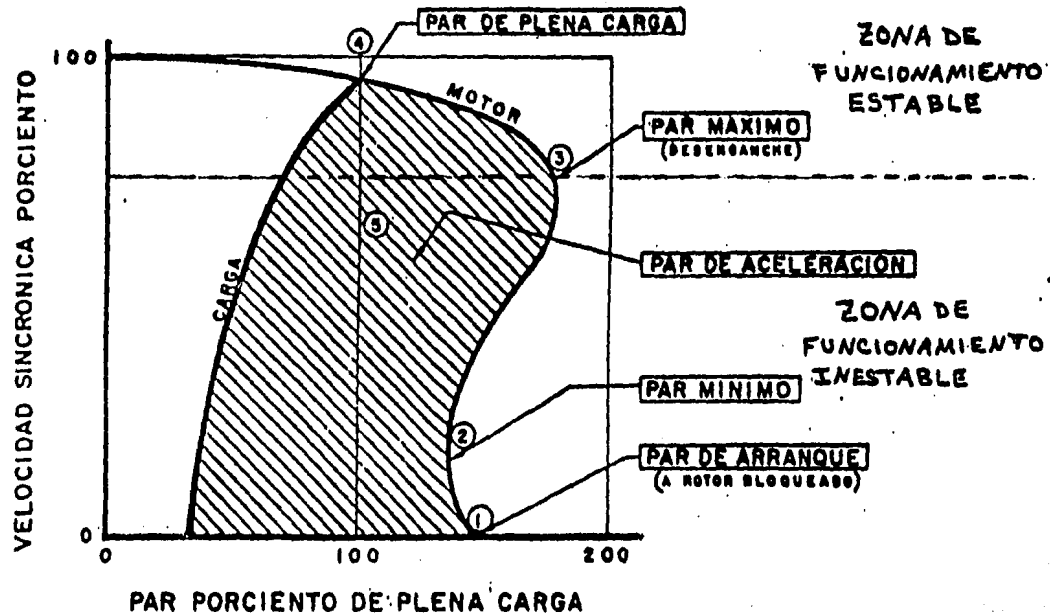 PAR DE PLENA CARGA
ZONA DE
FUNCIONAMIENTO
ESTABLE
4
100
MOTOR
PAR MAXIMO
(DESENGANCHE)
3
VELOCIDAD SINCRONICA PORCIENTO
5
CARGA
PAR DE ACELERACION
ZONA DE
FUNCIONAMIENTO
INESTABLE
PAR MINIMO
2
PAR DE ARRANQUE
(A ROTOR BLOQUEADO)
1
0
0
100
200
PAR PORCIENTO DE PLENA CARGA